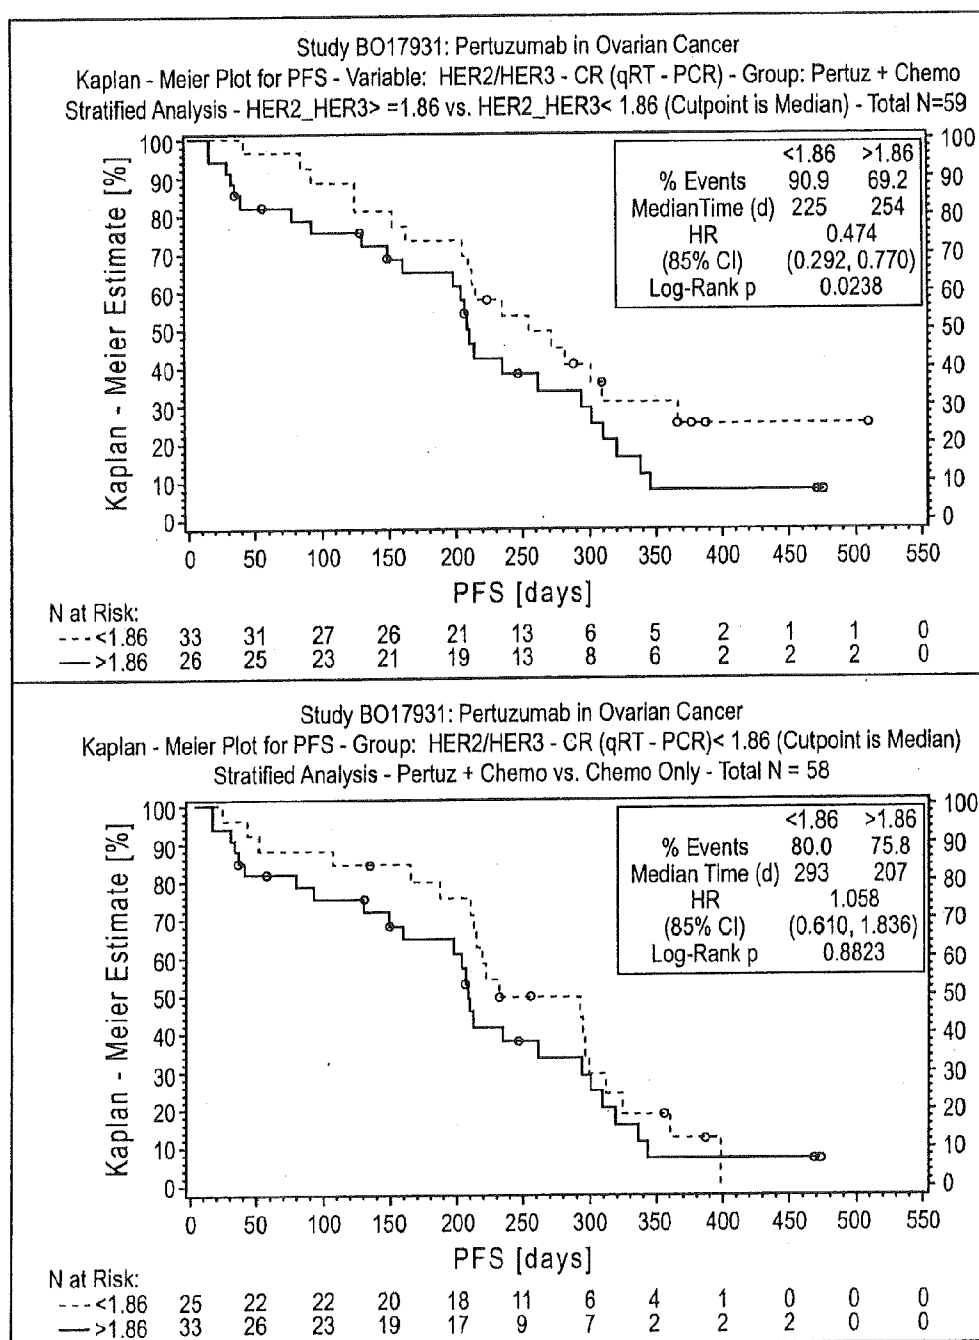 Study BO17931: Pertuzumab in Ovarian Cancer
Kaplan - Meier Plot for PFS - Variable: HER2/HER3 - CR (qRT - PCR) - Group: Pertuz + Chemo
Stratified Analysis - HER2_HER3> =1.86 vs. HER2_HER3< 1.86 (Cutpoint is Median) - Total N=59
Kaplan - Meier Estimate [%]
100 100
90 90
80 80
70 70
60 60
50 50
40 40
30 30
20 20
10 10
0 0
<1.86 >1.86
% Events 90.9 69.2
MedianTime (d) 225 254
HR 0.474
(85% CI) (0.292, 0.770)
Log-Rank p 0.0238
0 50 100 150 200 250 300 350 400 450 500 550
PFS [days]
N at Risk:
<1.86 33 31 27 26 21 13 6 5 2 1 1 0
>1.86 26 25 23 21 19 13 8 6 2 2 2 0
Study BO17931: Pertuzumab in Ovarian Cancer
Kaplan - Meier Plot for PFS - Group: HER2/HER3 - CR (qRT - PCR)< 1.86 (Cutpoint is Median)
Stratified Analysis - Pertuz + Chemo vs. Chemo Only - Total N = 58
Kaplan - Meier Estimate [%]
100 100
90 90
80 80
70 70
60 60
50 50
40 40
30 30
20 20
10 10
0 0
<1.86 >1.86
% Events 80.0 75.8
Median Time (d) 293 207
HR 1.058
(85% CI) (0.610, 1.836)
Log-Rank p 0.8823
0 50 100 150 200 250 300 350 400 450 500 550
PFS [days]
N at Risk:
<1.86 25 22 22 20 18 11 6 4 1 0 0 0
>1.86 33 26 23 19 17 9 7 2 2 2 0 0